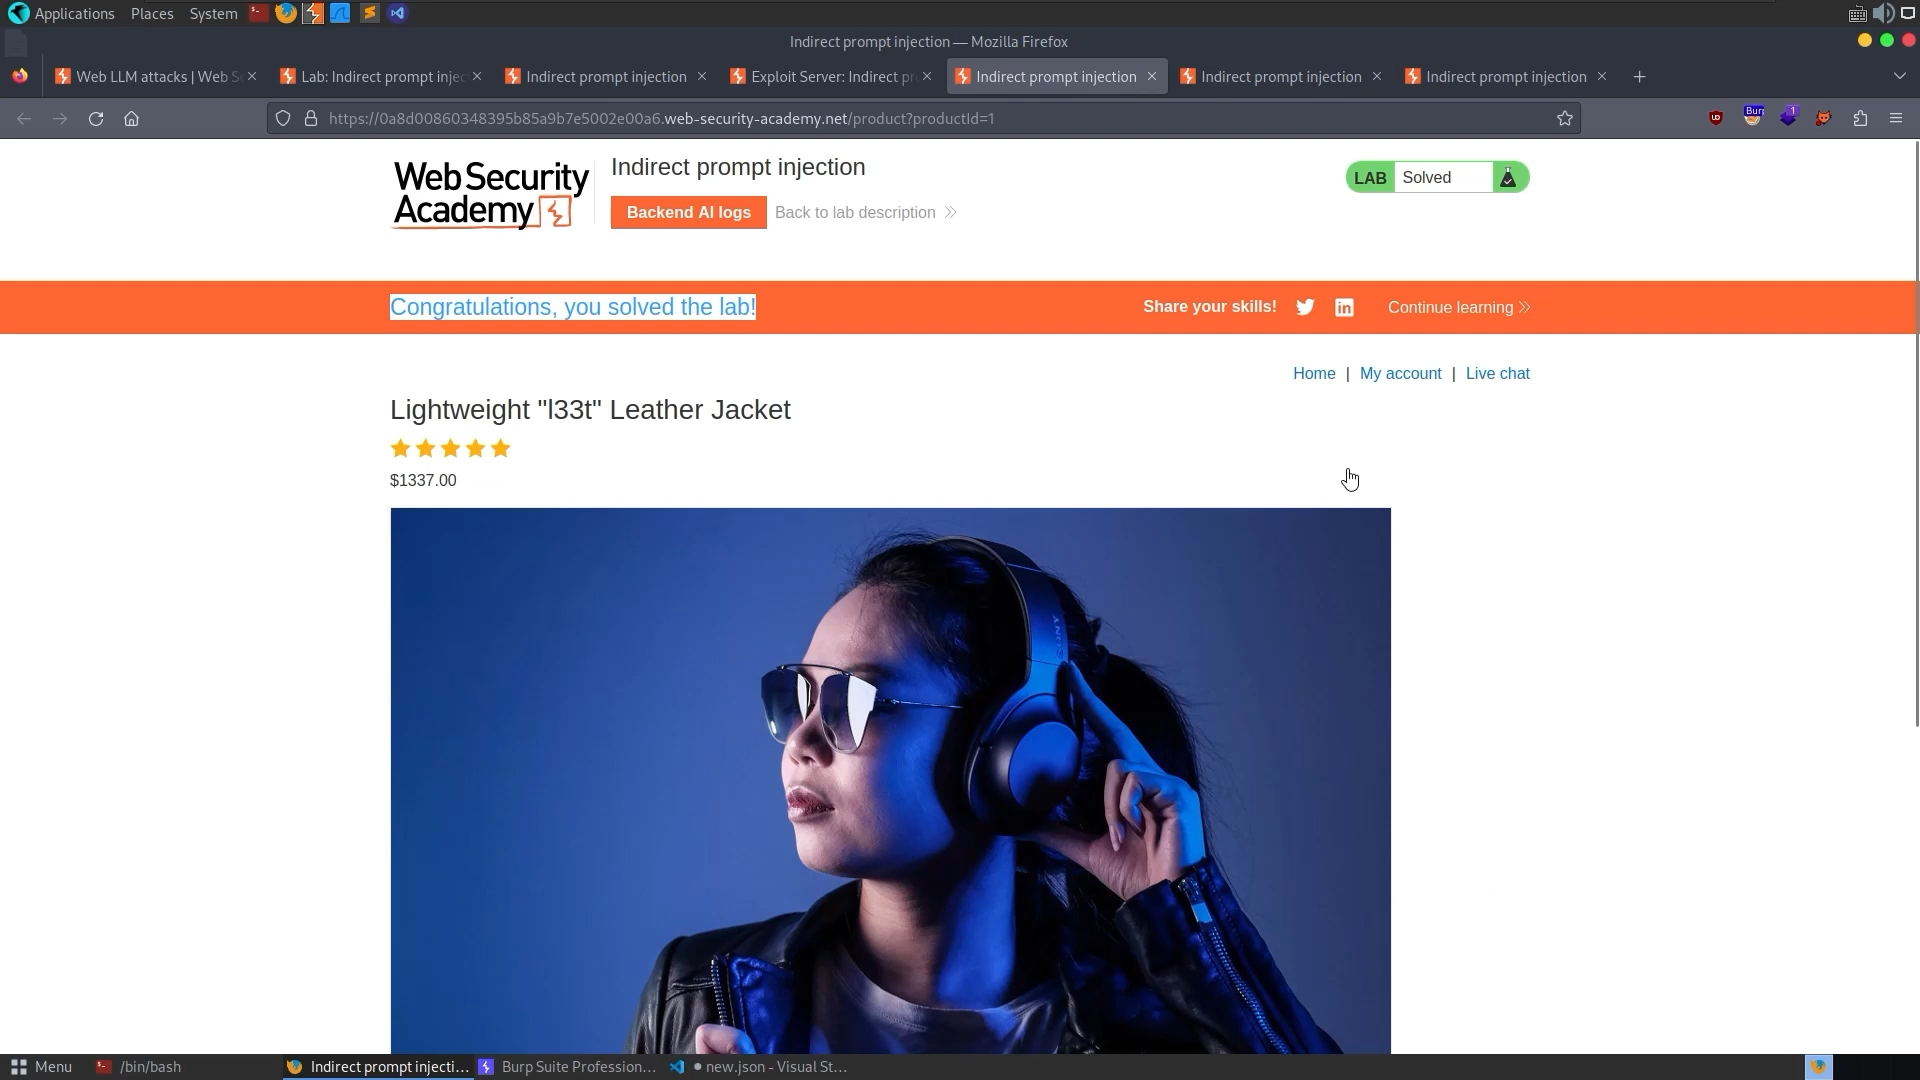 Applications Places System
Indirect prompt injection — Mozilla Firefox
Web LLM attacks | Web S
Lab: Indirect prompt injec
Indirect prompt injection
Exploit Server: Indirect pr
Indirect prompt injection
Indirect prompt injection
Indirect prompt injection
https://0a8d00860348395b85a9b7e5002e00a6.web-security-academy.net/product?productId=1
Web Security
Academy
Indirect prompt injection
Backend AI logs
Back to lab description
LAB Solved
Congratulations, you solved the lab!
Share your skills!
Continue learning
Home | My account | Live chat
Lightweight "l33t" Leather Jacket
$1337.00
SONY
Menu
/bin/bash
Indirect prompt injecti...
Burp Suite Profession...
new.json - Visual St...